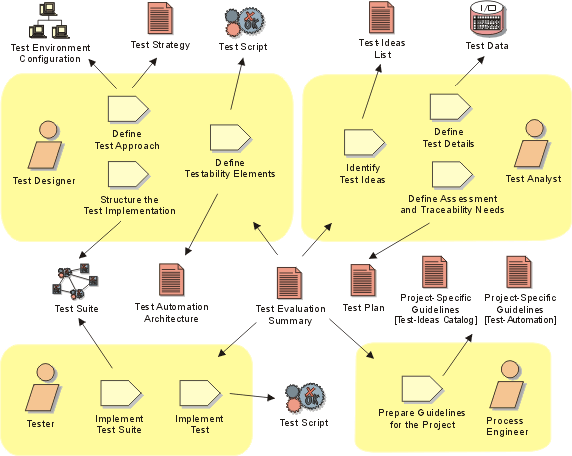 Test Environment
Configuration
Test Strategy
Test Script
Test Ideas
List
I/O
Test Data
Define
Test Approach
Test Designer
Structure the
Test Implementation
Define
Testability Elements
Identify
Test Ideas
Define
Test Details
Test Analyst
Define Assessment
and Traceability Needs
Test Suite
Test Automation
Architecture
Test Evaluation
Summary
Test Plan
Project-Specific
Guidelines
[Test-Ideas Catalog]
Project-Specific
Guidelines
[Test-Automation]
Tester
Implement
Test Suite
Implement
Test
X
OK
Test Script
Prepare Guidelines
for the Project
Process
Engineer